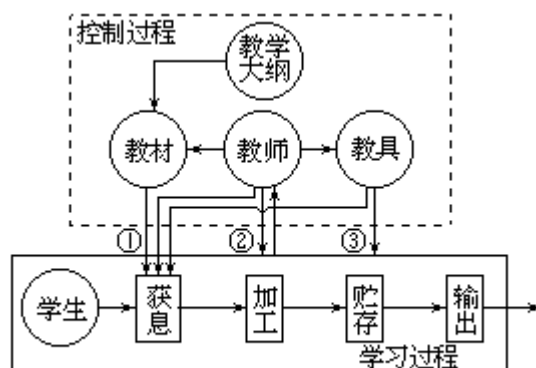 控制过程
教学
大纲
教材
教师
教具
①
②
③
学生
获息
加工
贮存
输出
学习过程